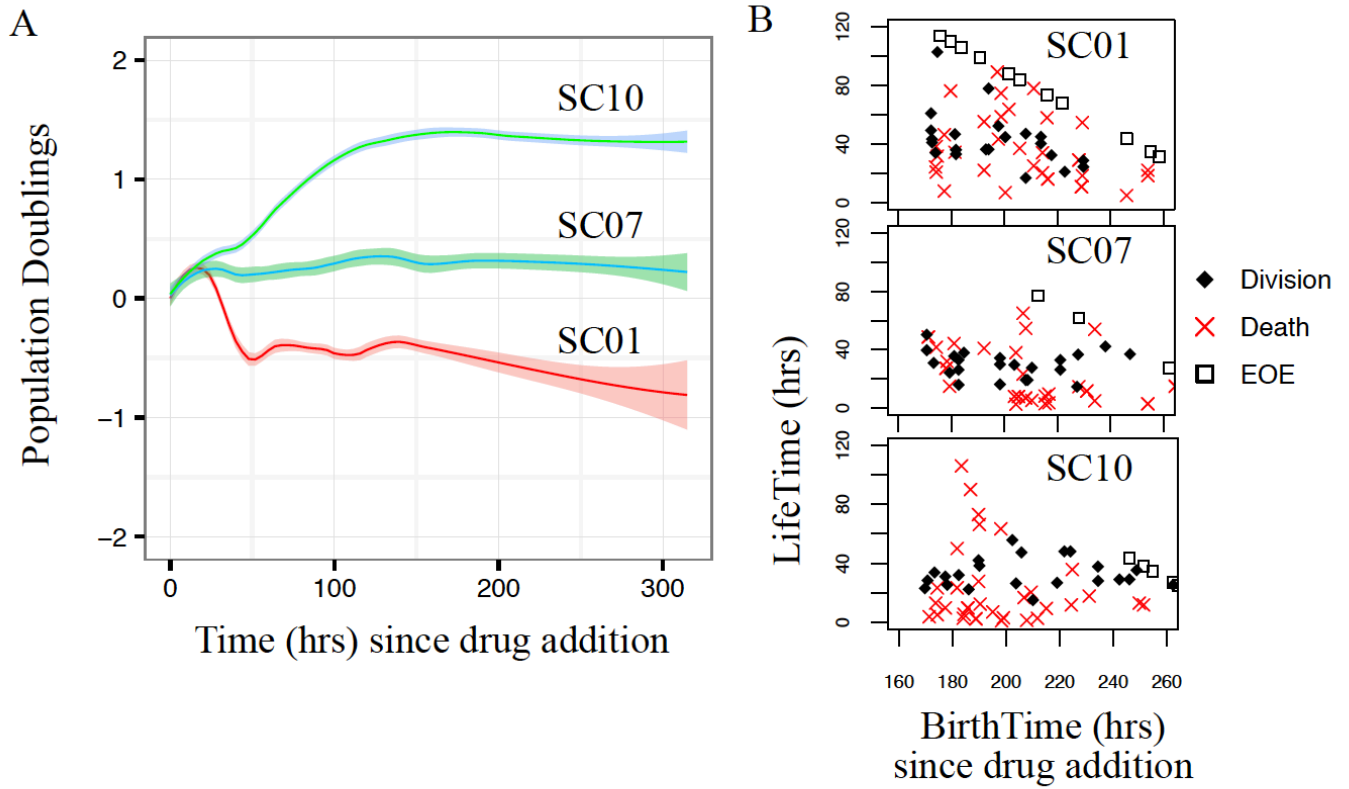 A
2
1
0
−1
−2
Population Doublings
SC10
SC07
SC01
0 100 200 300
Time (hrs) since drug addition
B
LifeTime (hrs)
0 40 80 120
SC01
0 40 80 120
SC07
0 40 80 120
SC10
160 180 200 220 240 260
BirthTime (hrs)
since drug addition
Division
Death
EOE